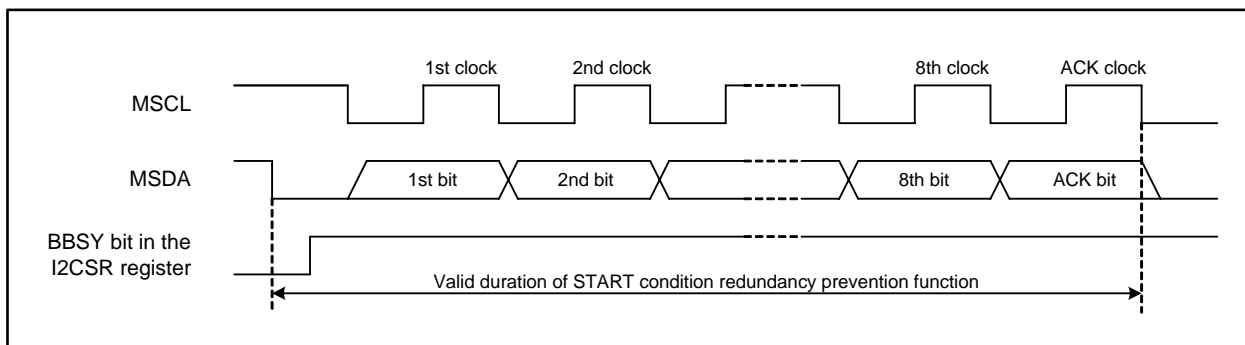 1st clock 2nd clock 8th clock ACK clock
MSCL
MSDA 1st bit 2nd bit 8th bit ACK bit
BBSY bit in the
I2CSR register
Valid duration of START condition redundancy prevention function